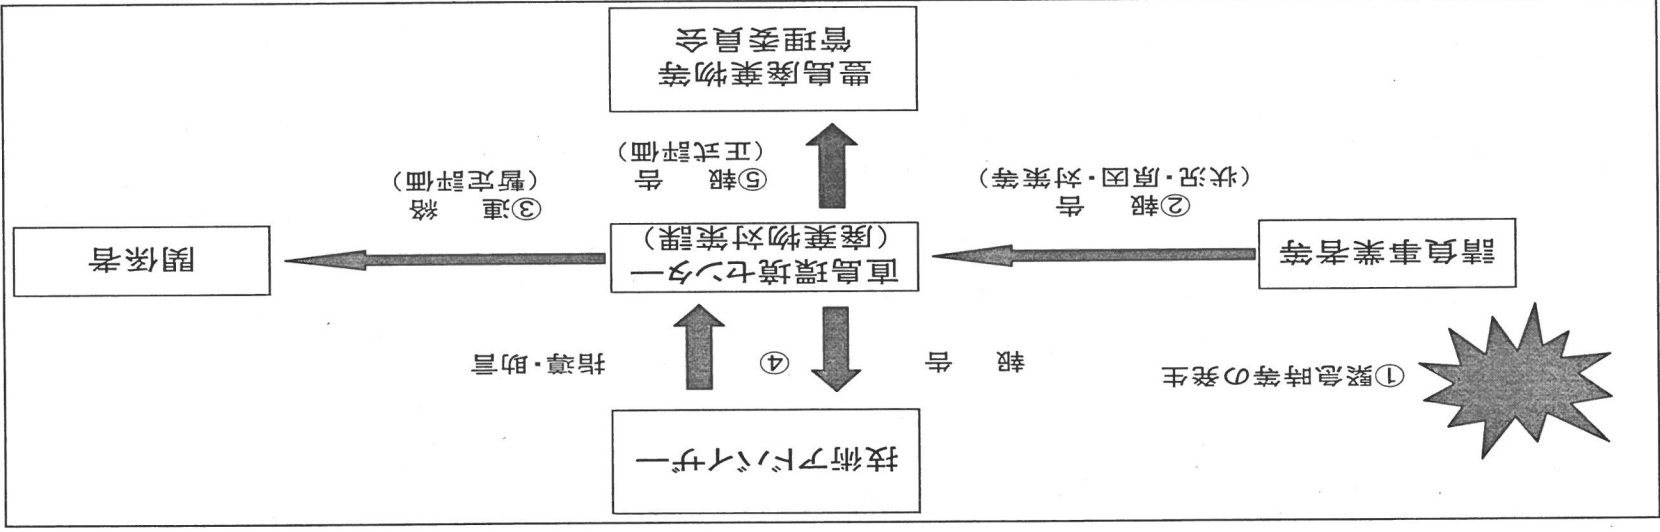 技術アドバイザー
①緊急時等の発生
報　告
④
指導・助言
請負事業者等
②報　告
(状況・原因・対策等)
直島環境センター
(廃棄物対策課)
③連　絡
(暫定評価)
関係者
⑤報　告
(正式評価)
豊島廃棄物等
管理委員会